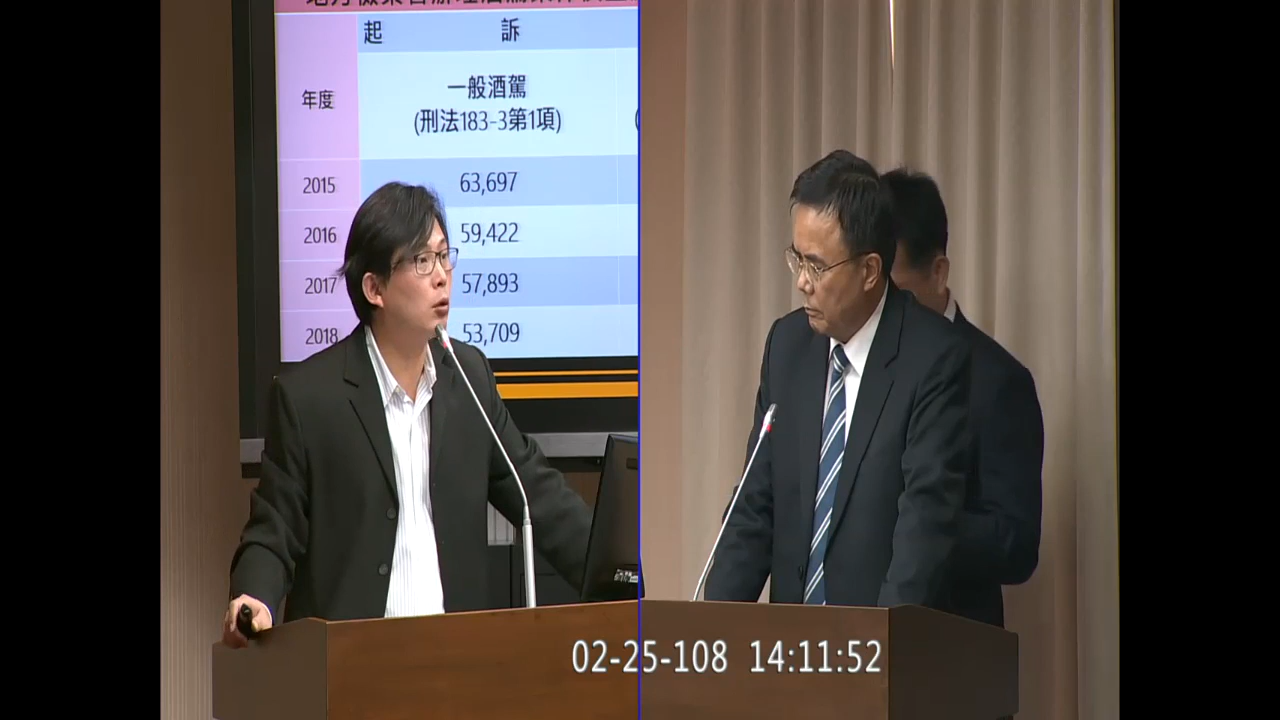 起 訴
年度
一般酒駕
(刑法183-3第1項)
2015 63,697
2016 59,422
2017 57,893
2018 53,709
02-25-108 14:11:52